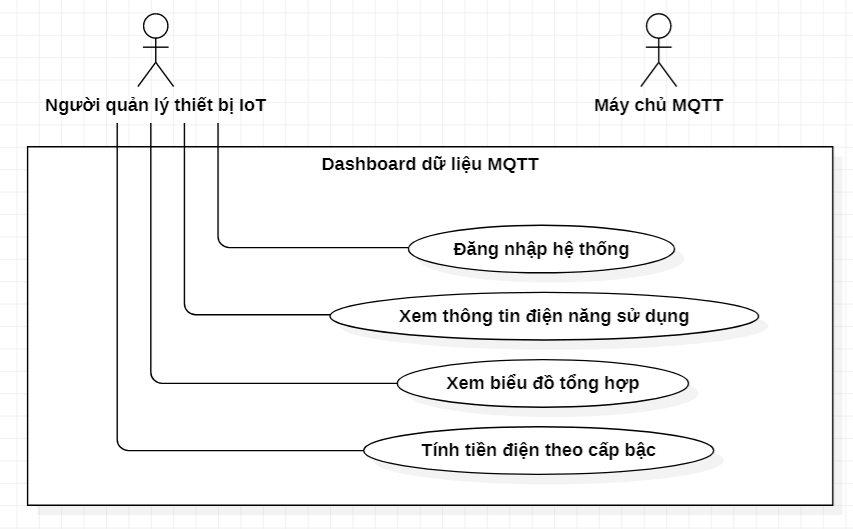 Người quản lý thiết bị IoT
Máy chủ MQTT
Dashboard dữ liệu MQTT
Đăng nhập hệ thống
Xem thông tin điện năng sử dụng
Xem biểu đồ tổng hợp
Tính tiền điện theo cấp bậc